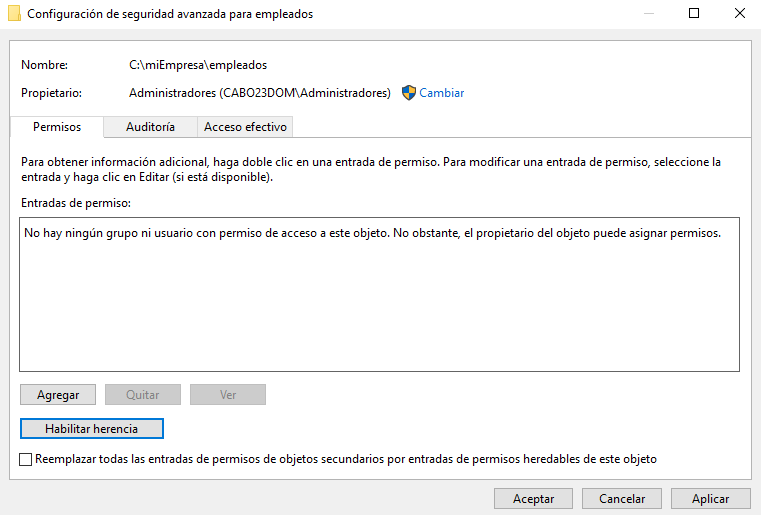 Configuración de seguridad avanzada para empleados
Nombre: C:\miEmpresa\empleados
Propietario: Administradores (CABO23DOM\Administradores) Cambiar
Permisos Auditoría Acceso efectivo
Para obtener información adicional, haga doble clic en una entrada de permiso. Para modificar una entrada de permiso, seleccione la
entrada y haga clic en Editar (si está disponible).
Entradas de permiso:
No hay ningún grupo ni usuario con permiso de acceso a este objeto. No obstante, el propietario del objeto puede asignar permisos.
Agregar Quitar Ver
Habilitar herencia
Reemplazar todas las entradas de permisos de objetos secundarios por entradas de permisos heredables de este objeto
Aceptar Cancelar Aplicar